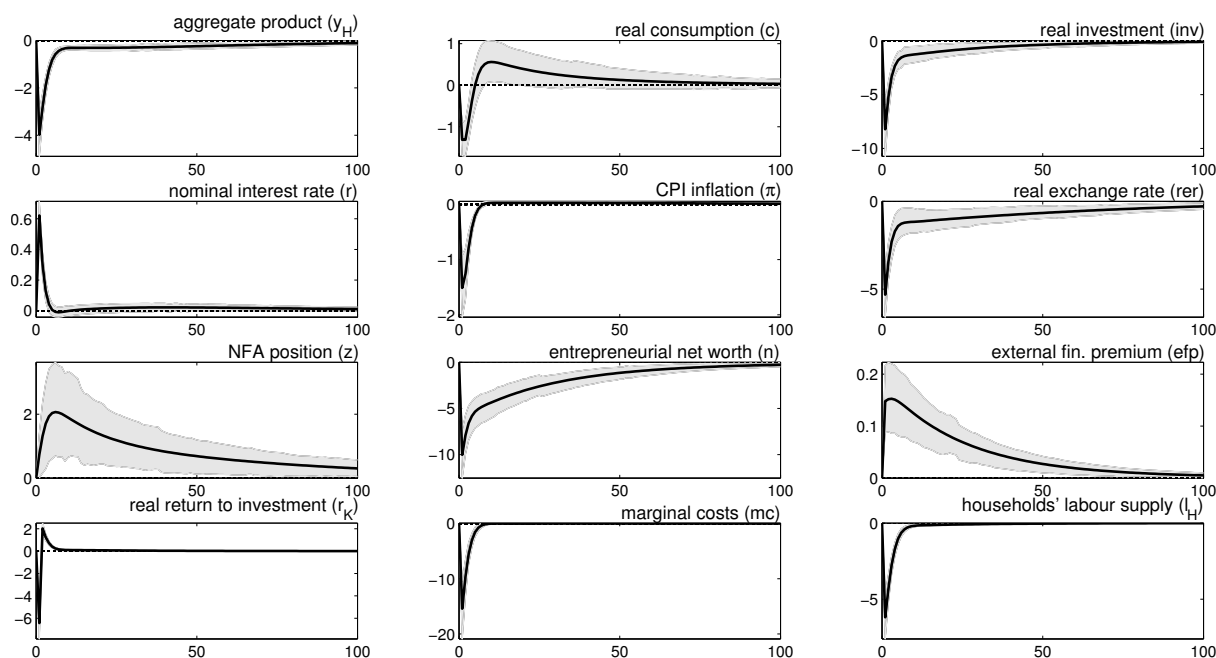 aggregate product (y_H)
0
−2
−4
0 50 100
real consumption (c)
1
0
−1
0 50 100
real investment (inv)
0
−5
−10
0 50 100
nominal interest rate (r)
0.6
0.4
0.2
0
0 50 100
CPI inflation (π)
0
−1
−2
0 50 100
real exchange rate (rer)
0
−2
−4
−6
0 50 100
NFA position (z)
2
0
0 50 100
entrepreneurial net worth (n)
0
−5
−10
0 50 100
external fin. premium (efp)
0.2
0.1
0
0 50 100
real return to investment (r_K)
2
0
−2
−4
−6
0 50 100
marginal costs (mc)
0
−10
−20
0 50 100
households' labour supply (l_H)
0
−5
0 50 100